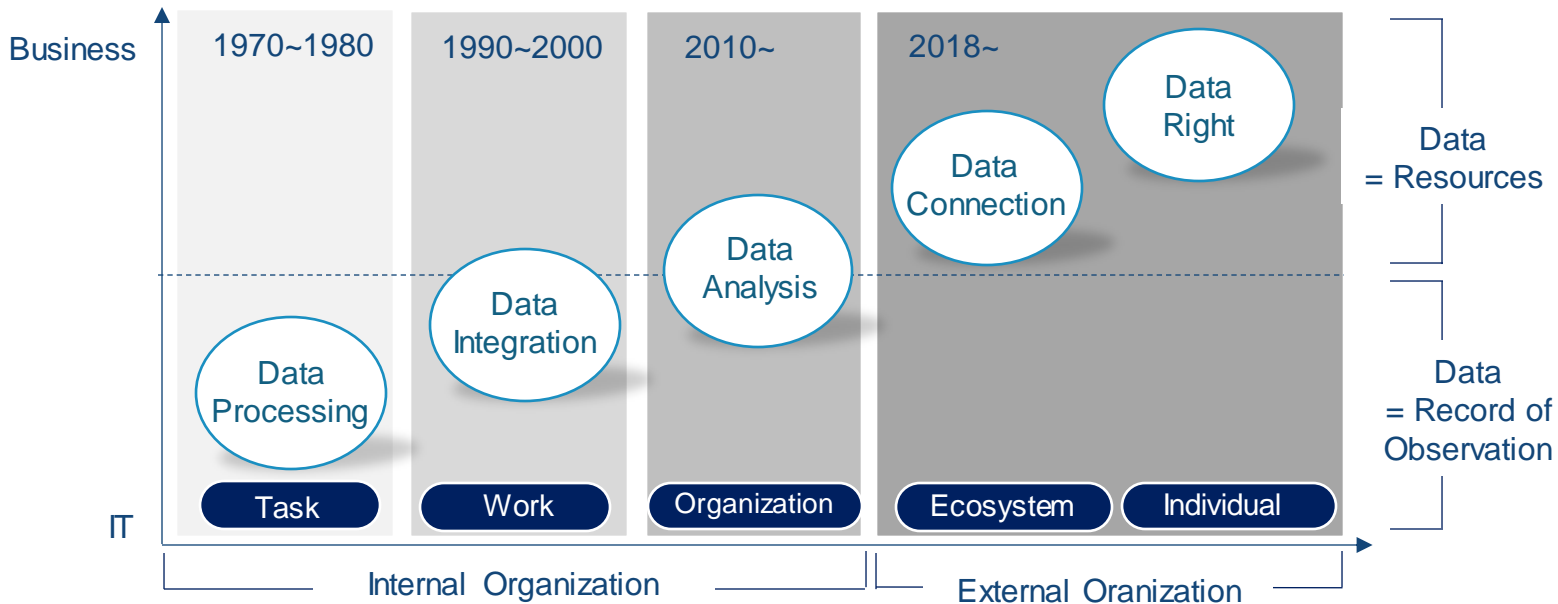 Business
1970~1980
1990~2000
2010~
2018~
Data
Right
Data
Connection
Data
Analysis
Data
Integration
Data
Processing
Data
= Resources
Data
= Record of
Observation
Task
Work
Organization
Ecosystem
Individual
IT
Internal Organization
External Oranization